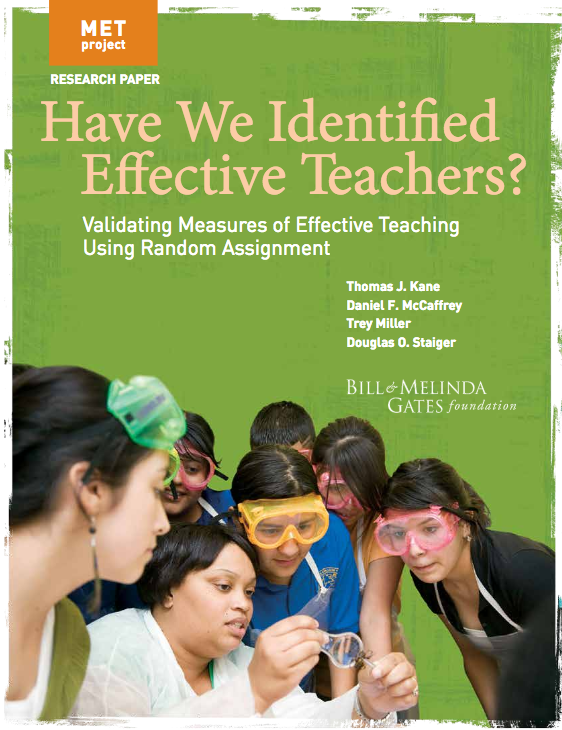 MET
project
RESEARCH PAPER
Have We Identified
Effective Teachers?
Validating Measures of Effective Teaching
Using Random Assignment
Thomas J. Kane
Daniel F. McCaffrey
Trey Miller
Douglas O. Staiger
BILL & MELINDA
GATES foundation